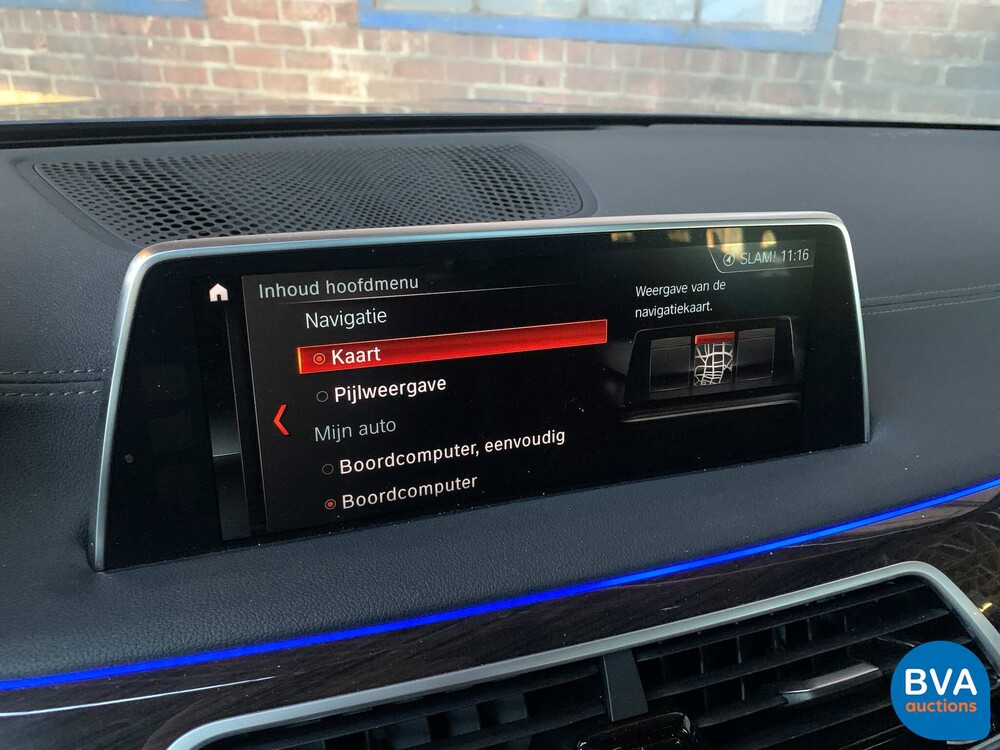 SLAM! 11:16
Inhoud hoofdmenu
Navigatie
Kaart
Pijlweergave
Mijn auto
Boordcomputer, eenvoudig
Boordcomputer
Weergave van de
navigatiekaart.
BVA
auctions